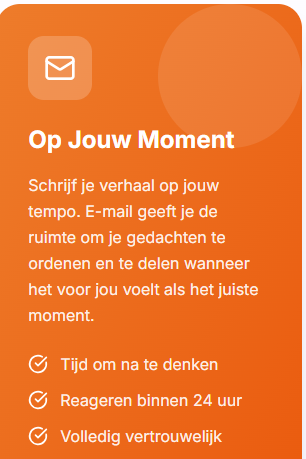 Op Jouw Moment
Schrijf je verhaal op jouw
tempo. E-mail geeft je de
ruimte om je gedachten te
ordenen en te delen wanneer
het voor jou voelt als het juiste
moment.
Tijd om na te denken
Reageren binnen 24 uur
Volledig vertrouwelijk